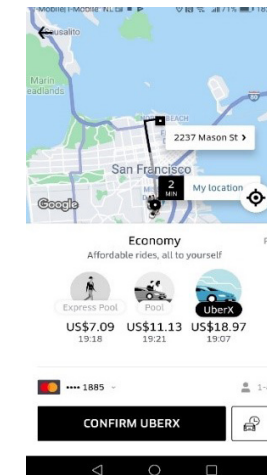 Sausalito
Marin
eadlands
BEACH
2237 Mason St >
San Francisco
2
MIN
My location
Google
Economy
Affordable rides, all to yourself
Express Pool Pool UberX
US$7.09 US$11.13 US$18.97
19:18 19:21 19:07
•••• 1885
1-
CONFIRM UBERX